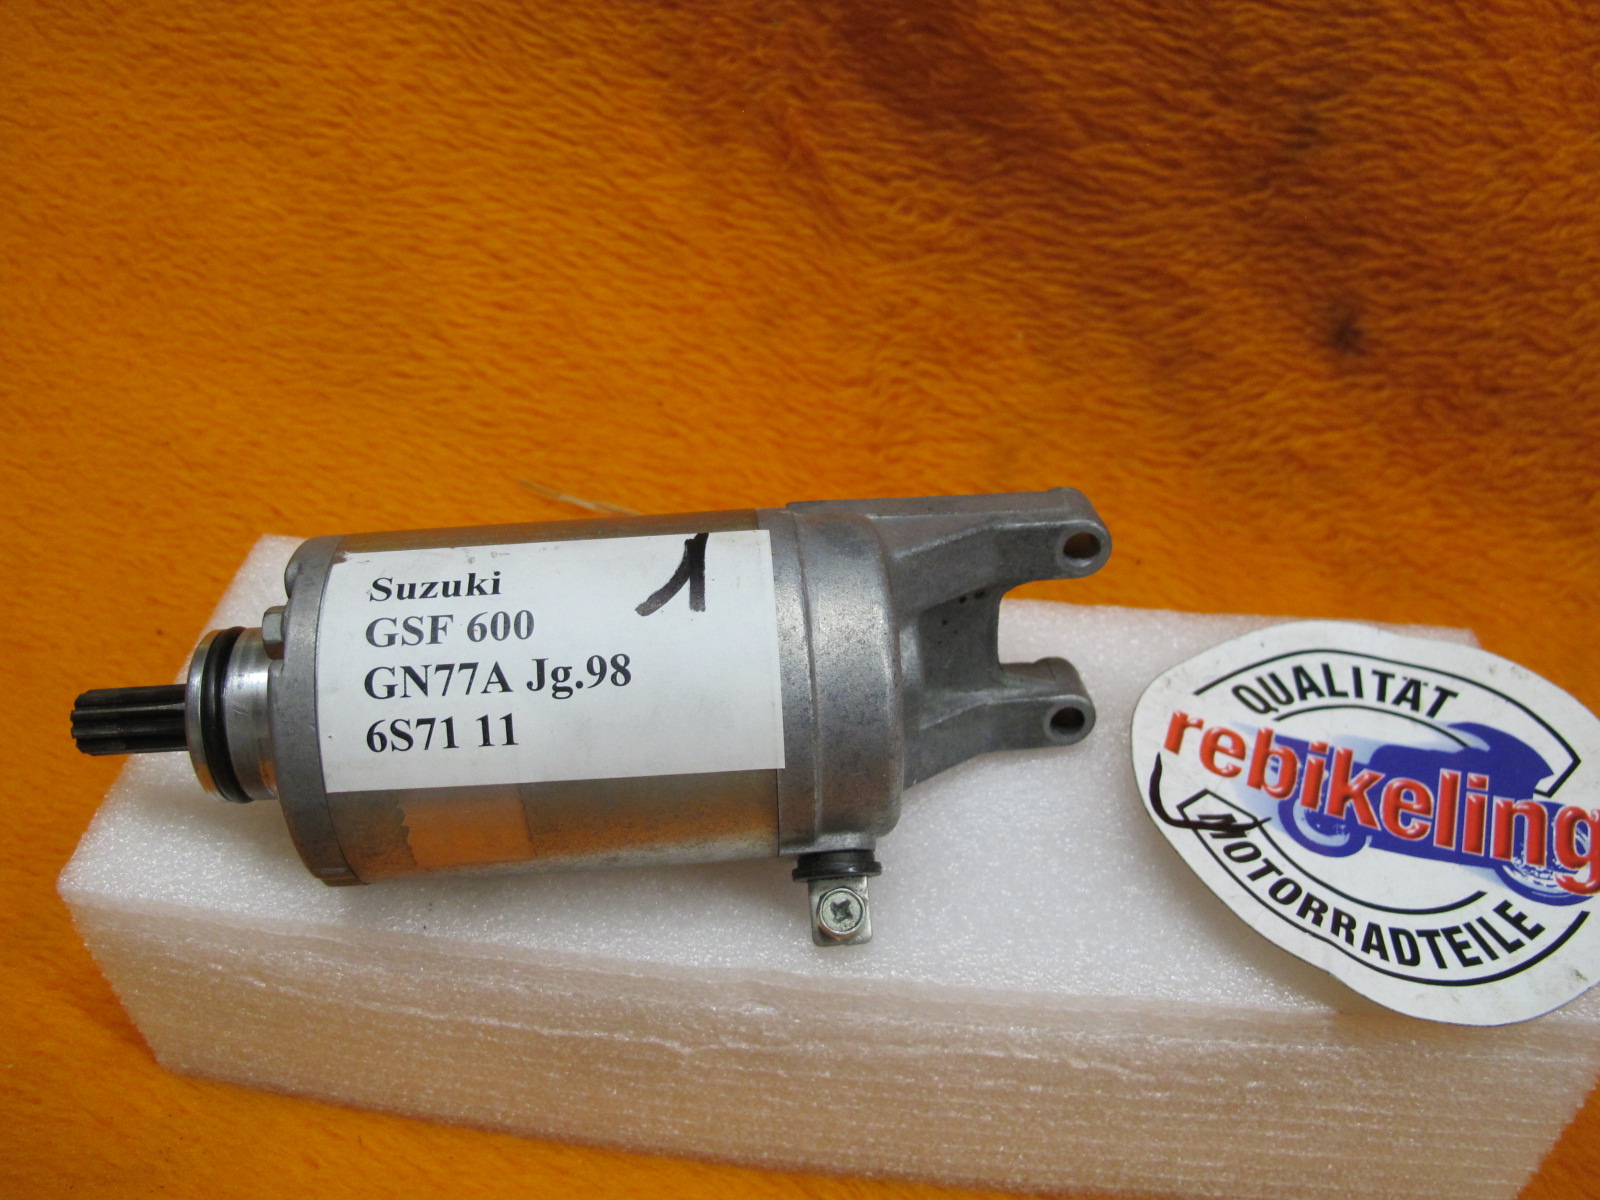 Suzuki
1
GSF 600
GN77A Jg.98
6S71 11
QUALITÄT
rebikeling
MOTORRADTEILE